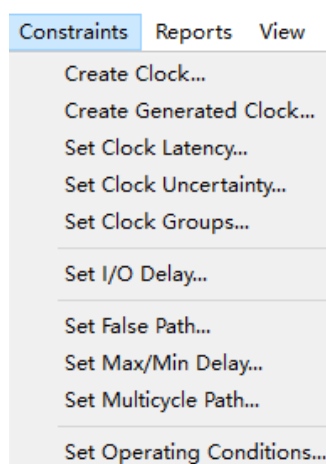 Constraints Reports View
Create Clock...
Create Generated Clock...
Set Clock Latency...
Set Clock Uncertainty...
Set Clock Groups...
Set I/O Delay...
Set False Path...
Set Max/Min Delay...
Set Multicycle Path...
Set Operating Conditions...